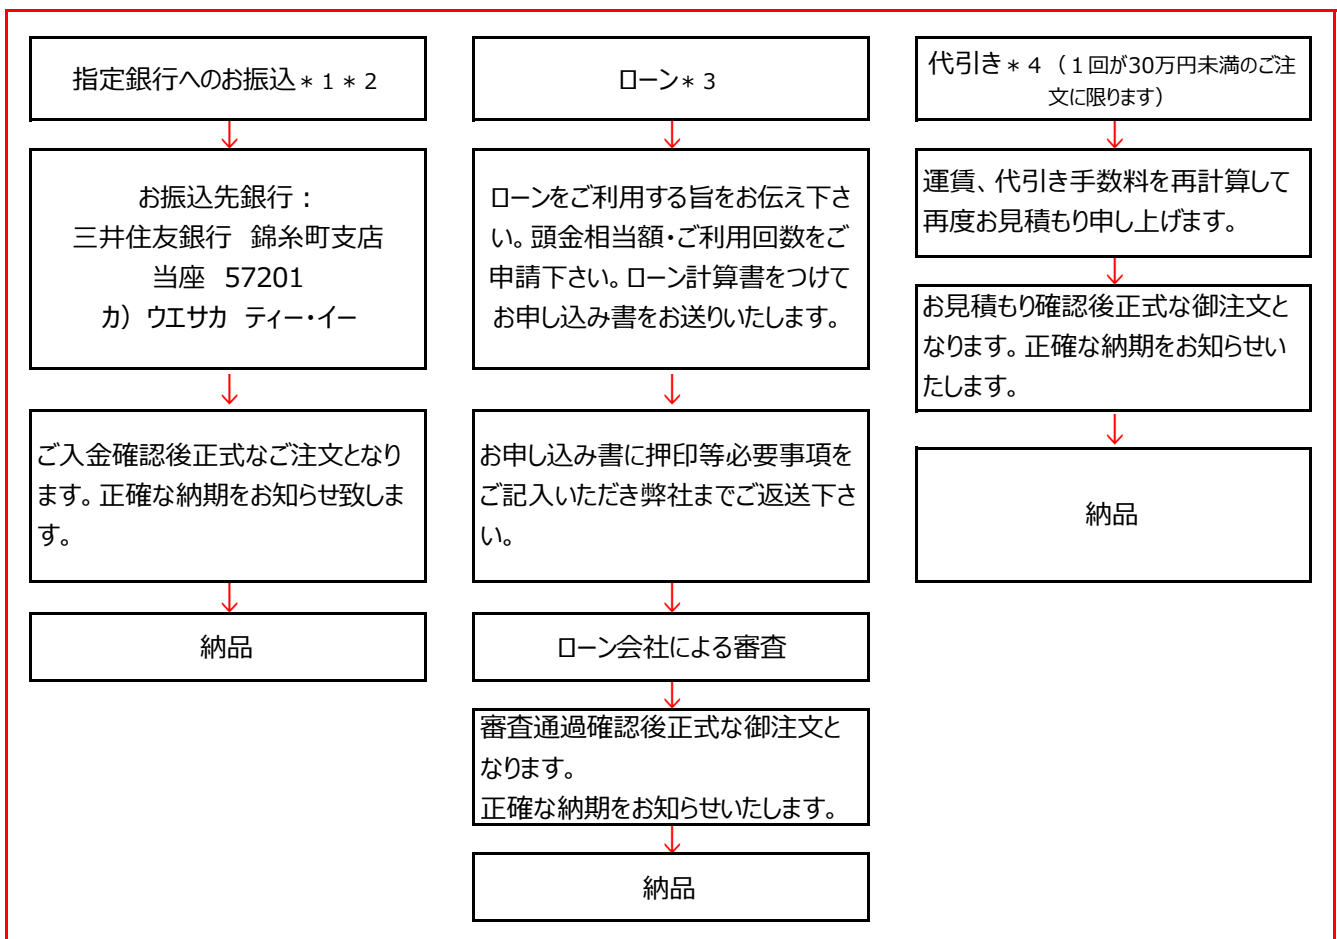 指定銀行へのお振込＊１＊２
お振込先銀行：
三井住友銀行　錦糸町支店
当座　57201
カ）ウエサカ　ティー・イー
ご入金確認後正式なご注文となり
ます。正確な納期をお知らせ致しま
す。
納品
ローン＊３
ローンをご利用する旨をお伝え下さ
い。頭金相当額・ご利用回数をご
申請下さい。ローン計算書をつけて
お申し込み書をお送りいたします。
お申し込み書に押印等必要事項を
ご記入いただき弊社までご返送下さ
い。
ローン会社による審査
審査通過確認後正式な御注文と
なります。
正確な納期をお知らせいたします。
納品
代引き＊４（１回が30万円未満のご注
文に限ります）
運賃、代引き手数料を再計算して
再度お見積もり申し上げます。
お見積もり確認後正式な御注文と
なります。正確な納期をお知らせい
たします。
納品